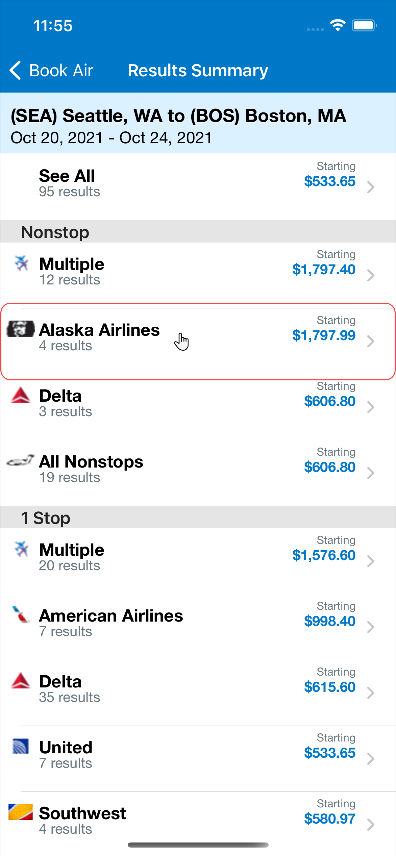 11:55
Book Air Results Summary
(SEA) Seattle, WA to (BOS) Boston, MA
Oct 20, 2021 - Oct 24, 2021
Starting
See All $533.65
95 results
Nonstop
Starting
Multiple $1,797.40
12 results
Starting
Alaska Airlines $1,797.99
4 results
Starting
Delta $606.80
3 results
Starting
All Nonstops $606.80
19 results
1 Stop
Starting
Multiple $1,576.60
20 results
Starting
American Airlines $998.40
7 results
Starting
Delta $615.60
35 results
Starting
United $533.65
7 results
Starting
Southwest $580.97
4 results